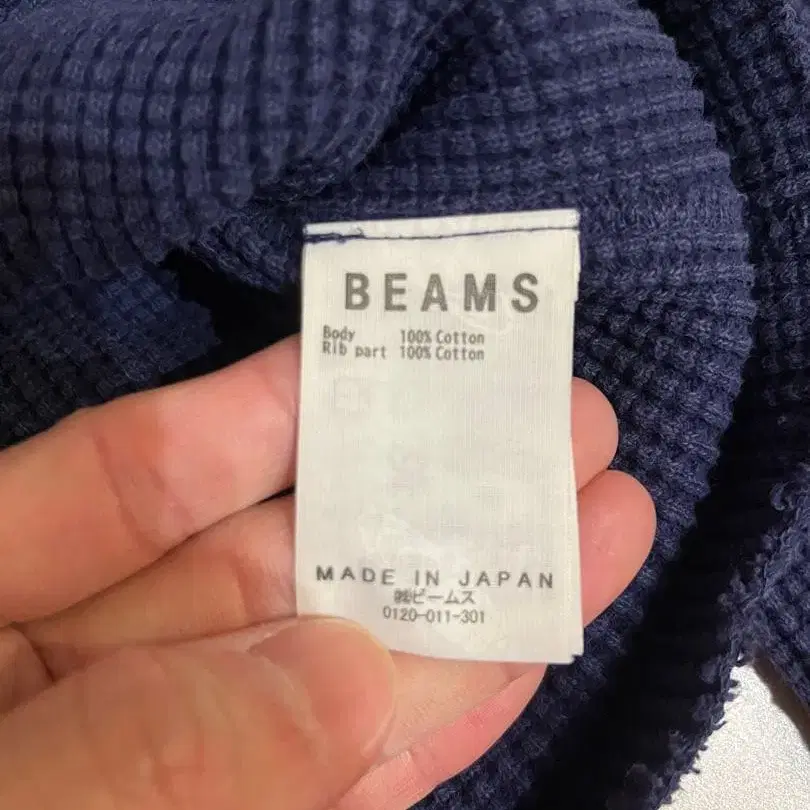 BEAMS
Body 100% Cotton
Rib part 100% Cotton
MADE IN JAPAN
㈱ビームス
0120-011-301